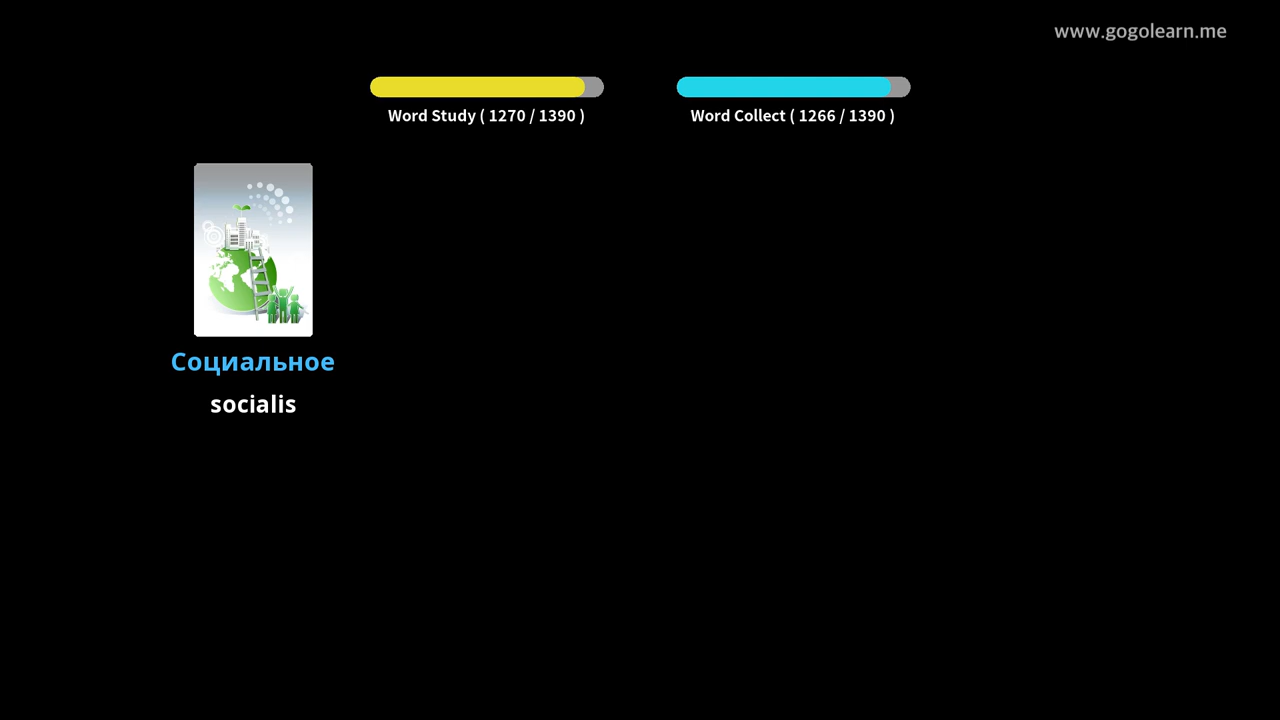 www.gogolearn.me
Word Study ( 1270 / 1390 )
Word Collect ( 1266 / 1390 )
Социальное
socialis